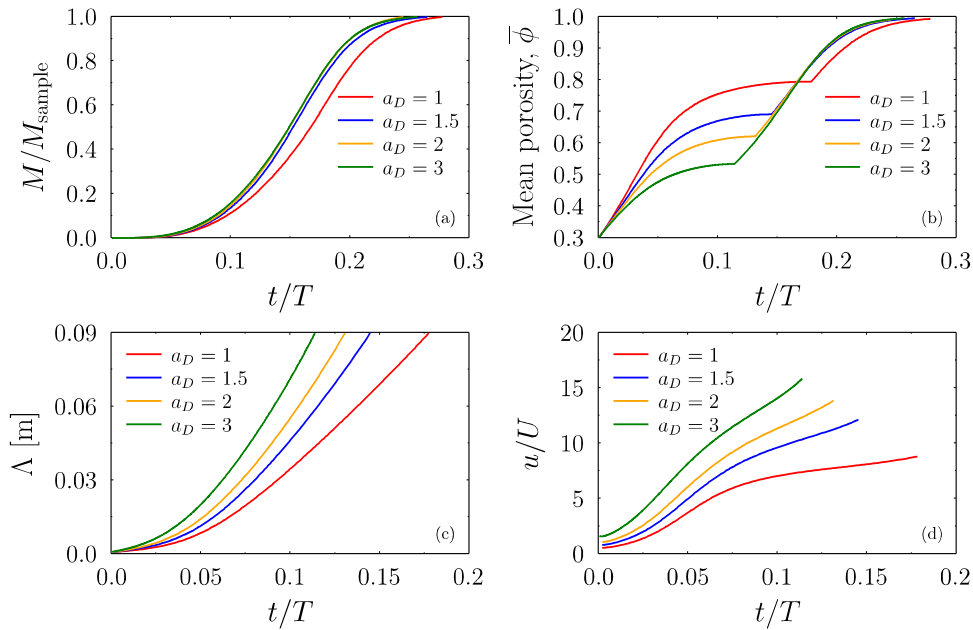 1.0
0.8
0.6
0.4
0.2
0.0
M/M_sample
a_D = 1
a_D = 1.5
a_D = 2
a_D = 3
(a)
0.0 0.1 0.2 0.3
t/T
1.0
0.9
0.8
0.7
0.6
0.5
0.4
0.3
Mean porosity, \overline{ϕ}
a_D = 1
a_D = 1.5
a_D = 2
a_D = 3
(b)
0.0 0.1 0.2 0.3
t/T
0.09
0.06
0.03
0.0
Λ [m]
a_D = 1
a_D = 1.5
a_D = 2
a_D = 3
(c)
0.0 0.05 0.1 0.15 0.2
t/T
20
15
10
5
0
u/U
a_D = 1
a_D = 1.5
a_D = 2
a_D = 3
(d)
0.0 0.05 0.1 0.15 0.2
t/T